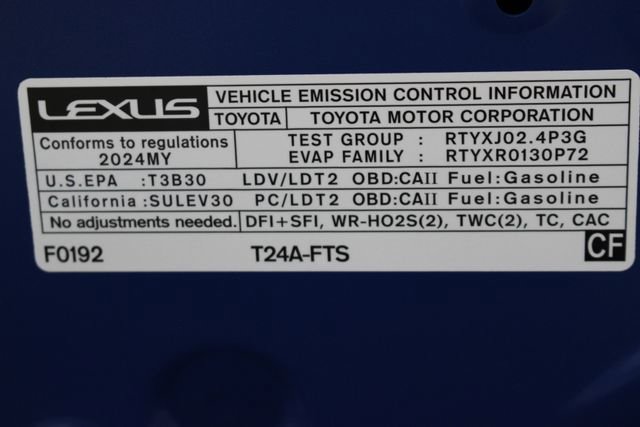 LEXUS VEHICLE EMISSION CONTROL INFORMATION
TOYOTA TOYOTA MOTOR CORPORATION
Conforms to regulations TEST GROUP : RTYXJ02.4P3G
2024MY EVAP FAMILY : RTYXR0130P72
U.S.EPA :T3B30 LDV/LDT2 OBD:CAII Fuel:Gasoline
California :SULEV30 PC/LDT2 OBD:CAII Fuel:Gasoline
No adjustments needed. DFI+SFI, WR-HO2S(2), TWC(2), TC, CAC
F0192 T24A-FTS CF